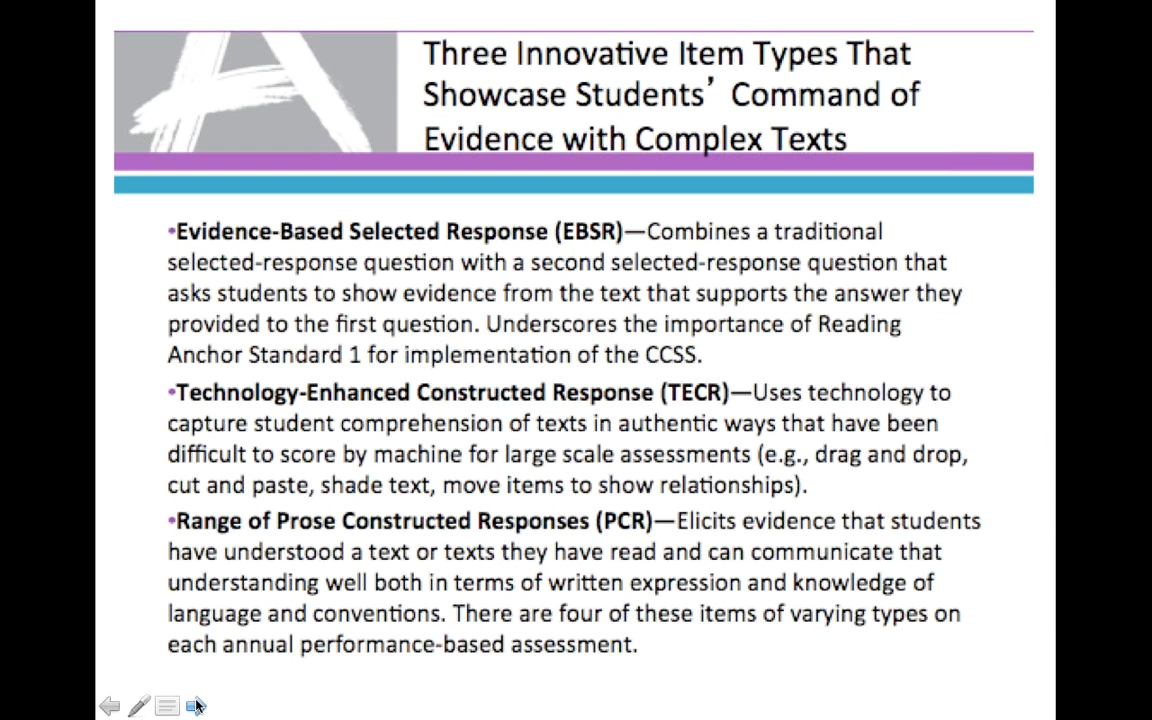 Three Innovative Item Types That
Showcase Students’ Command of
Evidence with Complex Texts
•Evidence-Based Selected Response (EBSR)—Combines a traditional
selected-response question with a second selected-response question that
asks students to show evidence from the text that supports the answer they
provided to the first question. Underscores the importance of Reading
Anchor Standard 1 for implementation of the CCSS.
•Technology-Enhanced Constructed Response (TECR)—Uses technology to
capture student comprehension of texts in authentic ways that have been
difficult to score by machine for large scale assessments (e.g., drag and drop,
cut and paste, shade text, move items to show relationships).
•Range of Prose Constructed Responses (PCR)—Elicits evidence that students
have understood a text or texts they have read and can communicate that
understanding well both in terms of written expression and knowledge of
language and conventions. There are four of these items of varying types on
each annual performance-based assessment.